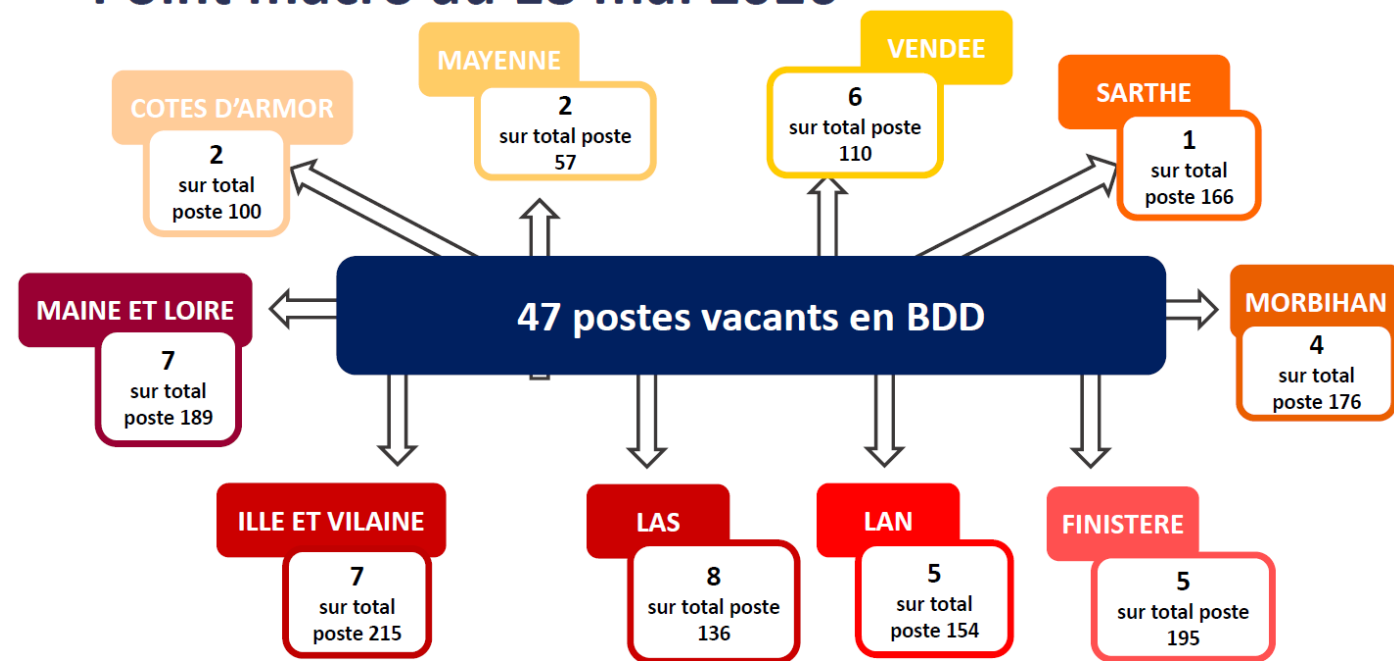 MAYENNE
2
sur total poste
57
VENDEE
6
sur total poste
110
COTES D'ARMOR
2
sur total
poste 100
SARTHE
1
sur total
poste 166
MAINE ET LOIRE
7
sur total
poste 189
47 postes vacants en BDD
MORBIHAN
4
sur total
poste 176
ILLE ET VILAINE
7
sur total
poste 215
LAS
8
sur total poste
136
LAN
5
sur total
poste 154
FINISTERE
5
sur total poste
195